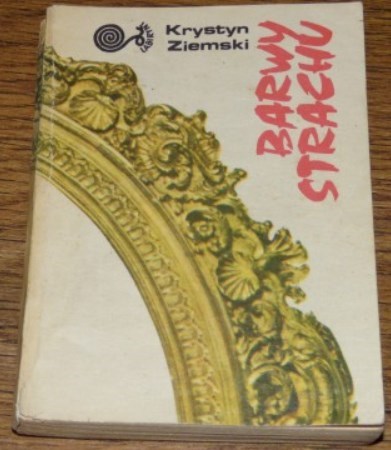 Krystyn
Ziemski
BARWY
STRACHU